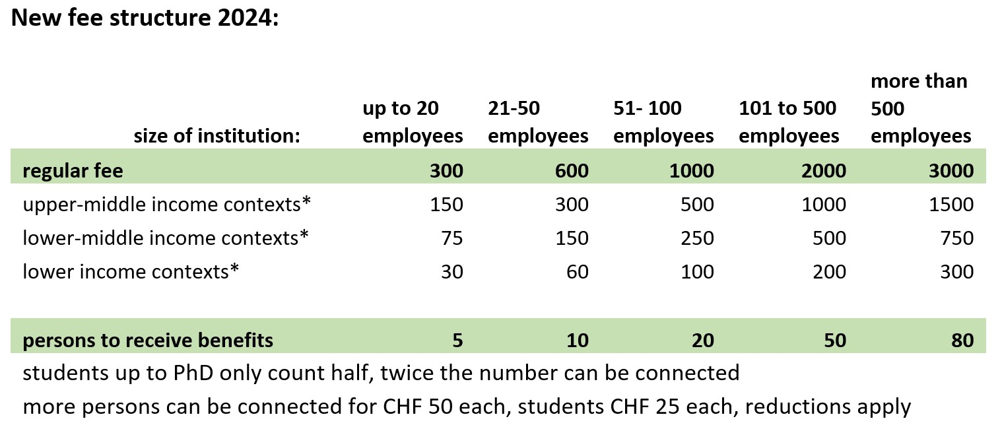 New fee structure 2024:
more than
up to 20 21-50 51- 100 101 to 500 500
size of institution: employees employees employees employees employees
regular fee 300 600 1000 2000 3000
upper-middle income contexts* 150 300 500 1000 1500
lower-middle income contexts* 75 150 250 500 750
lower income contexts* 30 60 100 200 300
persons to receive benefits 5 10 20 50 80
students up to PhD only count half, twice the number can be connected
more persons can be connected for CHF 50 each, students CHF 25 each, reductions apply